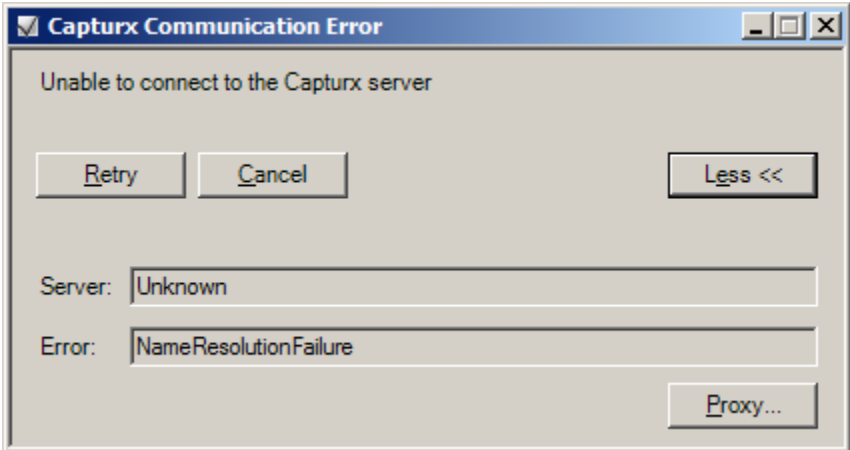 Capturx Communication Error
Unable to connect to the Capturx server
Retry Cancel Less <<
Server: Unknown
Error: NameResolutionFailure
Proxy...